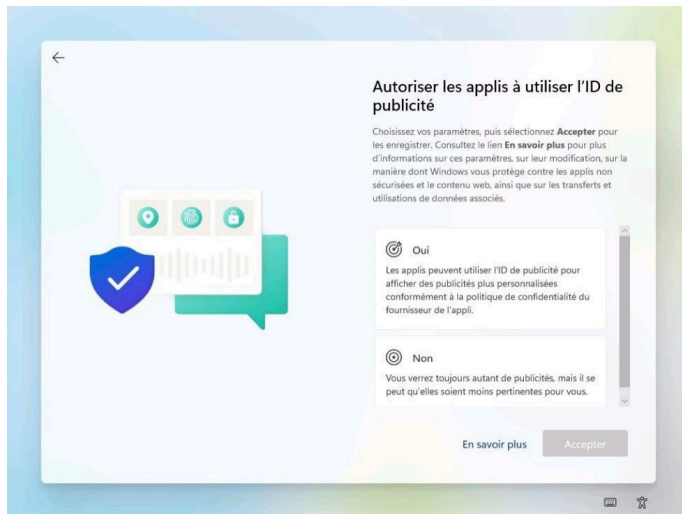 Autoriser les applis à utiliser l'ID de
publicité
Choisissez vos paramètres, puis sélectionnez Accepter pour
les enregistrer. Consultez le lien En savoir plus pour plus
d'informations sur ces paramètres, sur leur modification, sur la
manière dont Windows vous protège contre les applis non
sécurisées et le contenu web, ainsi que sur les transferts et
utilisations de données associés.
Oui
Les applis peuvent utiliser l'ID de publicité pour
afficher des publicités plus personnalisées
conformément à la politique de confidentialité du
fournisseur de l'appli.
Non
Vous verrez toujours autant de publicités, mais il se
peut qu'elles soient moins pertinentes pour vous.
En savoir plus
Accepter